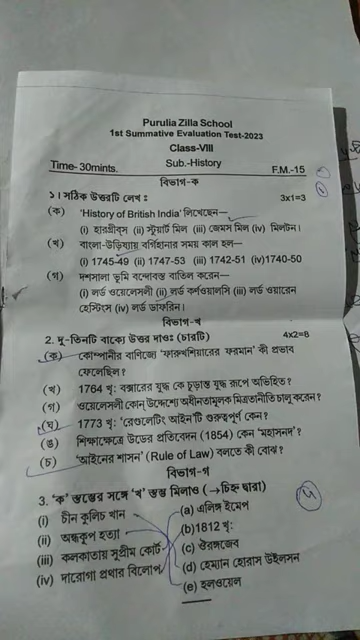 Purulia Zilla School
1st Summative Evaluation Test-2023
Class-VIII
Time- 30mints. Sub.-History F.M.-15
বিভাগ-ক
১। সঠিক উত্তরটি লেখ : 3x1=3
(ক) 'History of British India' লিখেছেন—
(i) হারগ্রীব্স (ii) স্টুয়ার্ট মিল (iii) জেমস মিল (iv) মিলটন।
(খ) বাংলা-উড়িষ্যায় বর্গিহানার সময় কাল হল—
(i) 1745-49 (ii) 1747-53 (iii) 1742-51 (iv)1740-50
(গ) দশসালা ভূমি বন্দোবস্ত বাতিল করেন—
(i) লর্ড ওয়েলেসলী (ii) লর্ড কর্ণওয়ালসি (iii) লর্ড ওয়ারেন
হেস্টিংস (iv) লর্ড ডাফরিন।
বিভাগ-খ
2. দু-তিনটি বাক্যে উত্তর দাওঃ (চারটি) 4x2=8
(ক) কোম্পানীর বাণিজ্যে 'ফারুখশিয়ারের ফরমান' কী প্রভাব
ফেলেছিল?
(খ) 1764 খৃ: বক্সারের যুদ্ধ কে চূড়ান্ত যুদ্ধ রূপে অভিহিত?
(গ) ওয়েলেসলী কোন্ উদ্দেশ্যে অধীনতামূলক মিত্রতানীতি চালু করেন?
(ঘ) 1773 খৃ: 'রেগুলেটিং আইন'টি গুরুত্বপূর্ণ কেন?
(ঙ) শিক্ষাক্ষেত্রে উডের প্রতিবেদন (1854) কেন 'মহাসনদ'?
(চ) 'আইনের শাসন' (Rule of Law) বলতে কী বোঝ?
বিভাগ-গ
3. 'ক' স্তম্ভের সঙ্গে 'খ' স্তম্ভ মিলাও (→চিহ্ন দ্বারা)
(i) চীন কুলিচ খান (a) এলিঙ্গ ইমেপ
(ii) অন্ধকূপ হত্যা (b)1812 খৃ:
(iii) কলকাতায় সুপ্রীম কোর্ট (c) ঔরঙ্গজেব
(iv) দারোগা প্রথার বিলোপ (d) হেম্যান হোরাস উইলসন
(e) হলওয়েল